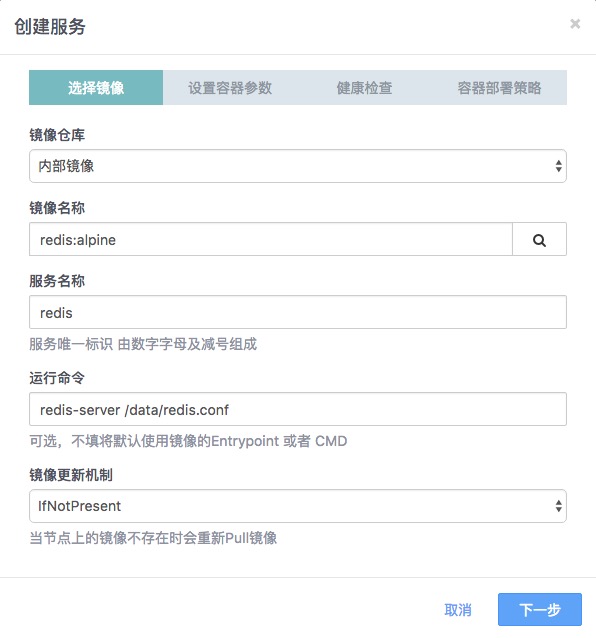 创建服务 ×
选择镜像 设置容器参数 健康检查 容器部署策略
镜像仓库
内部镜像
镜像名称
redis:alpine
服务名称
redis
服务唯一标识 由数字字母及减号组成
运行命令
redis-server /data/redis.conf
可选，不填将默认使用镜像的Entrypoint 或者 CMD
镜像更新机制
IfNotPresent
当节点上的镜像不存在时会重新Pull镜像
取消 下一步